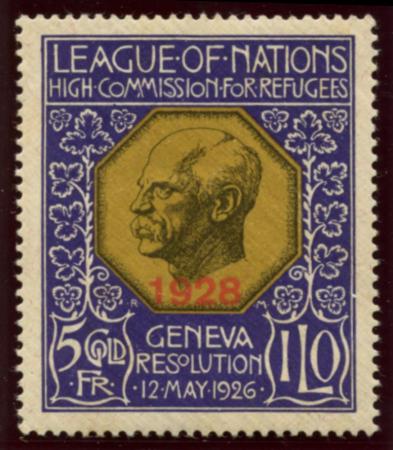 LEAGUE·OF·NATIONS
HIGH·COMMISSION·FOR·REFUGEES
1928
R M
5 GOLD FR.
GENEVA
RESOLUTION
·12·MAY·1926·
ILO